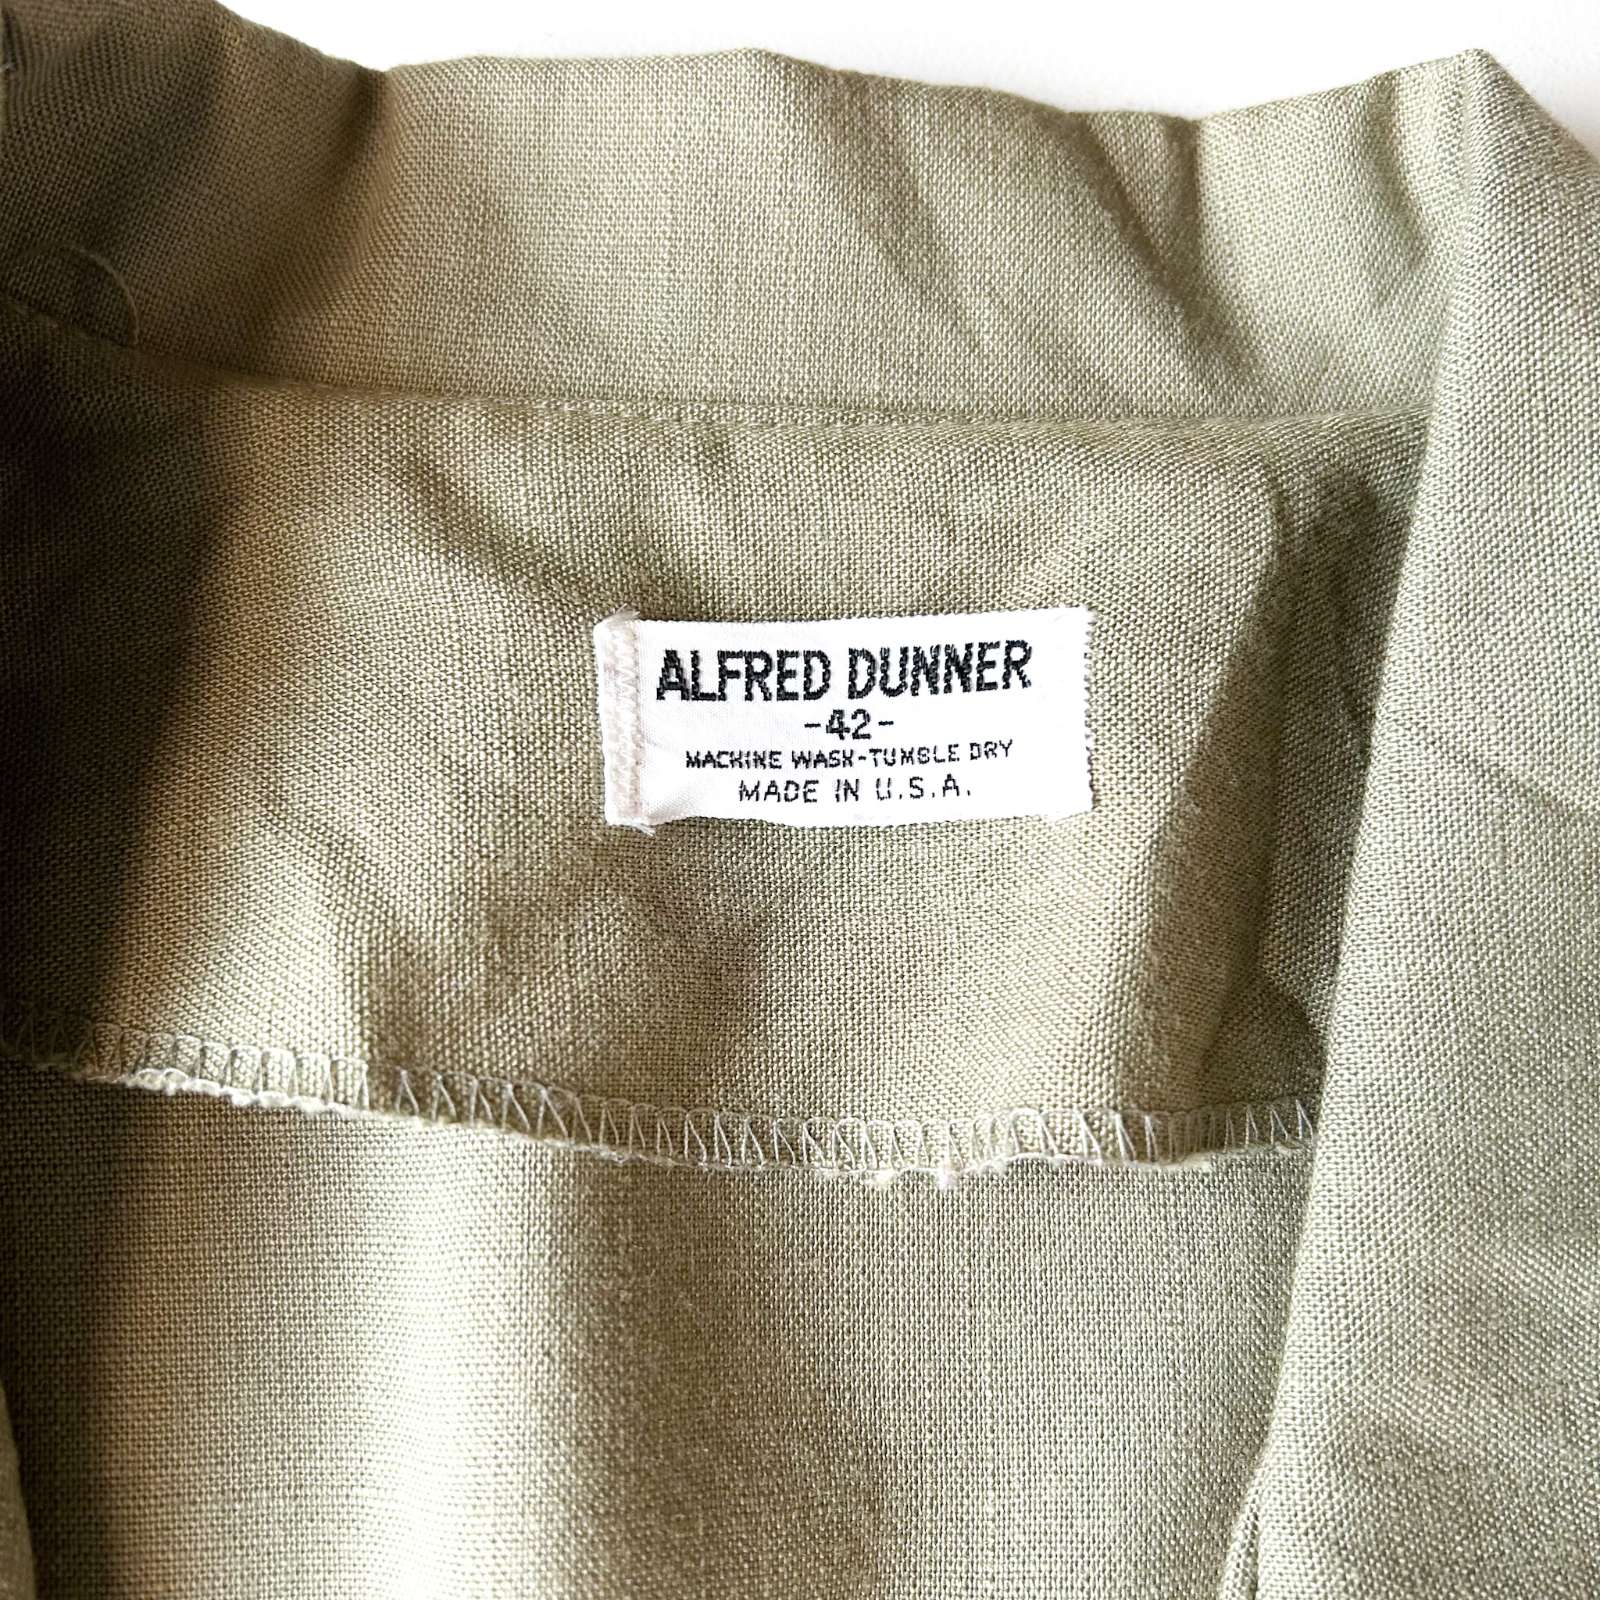 ALFRED DUNNER
-42-
MACHINE WASH-TUMBLE DRY
MADE IN U.S.A.